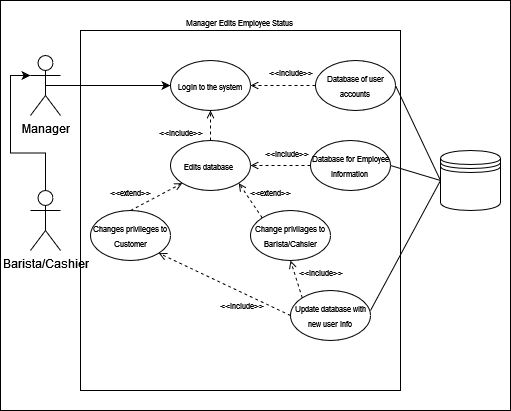 Manager Edits Employee Status
<<include>>
Login to the system
Database of user
accounts
Manager
<<include>>
<<include>>
Edits database
Database for Employee
Information
<<extend>>
<<extend>>
Changes privileges to
Customer
Change privileges to
Barista/Cahsier
Barista/Cashier
<<include>>
<<include>>
Update database with
new user info